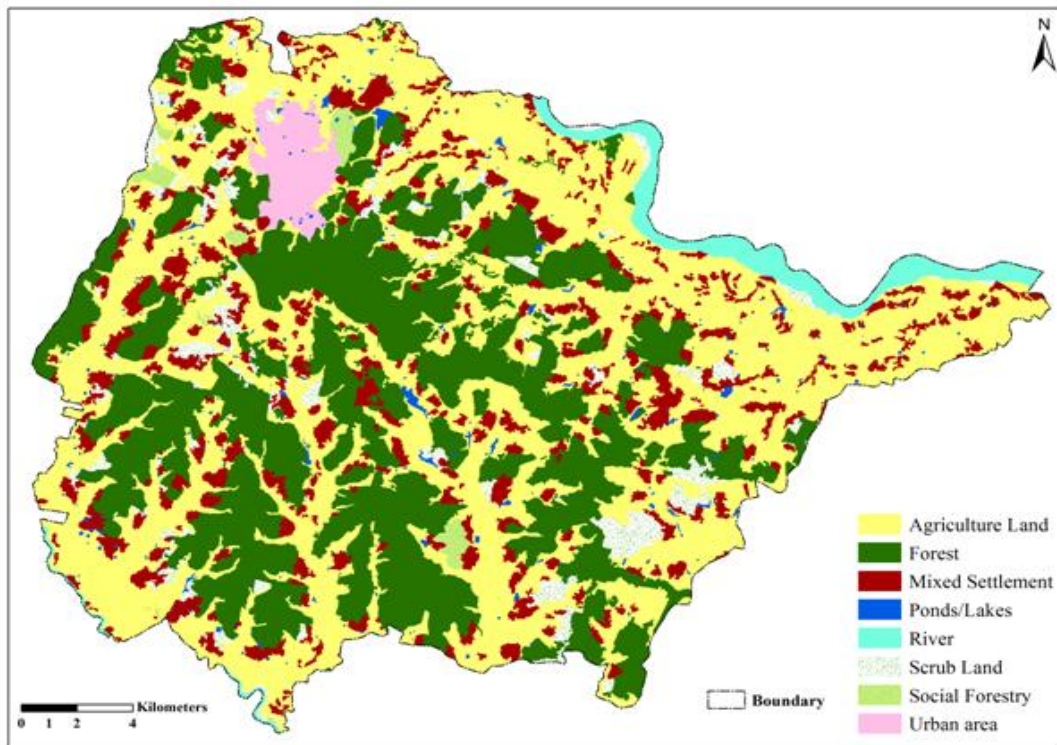 N
Agriculture Land
Forest
Mixed Settlement
Ponds/Lakes
River
Scrub Land
Social Forestry
Urban area
Boundary
Kilometers
0 1 2 4